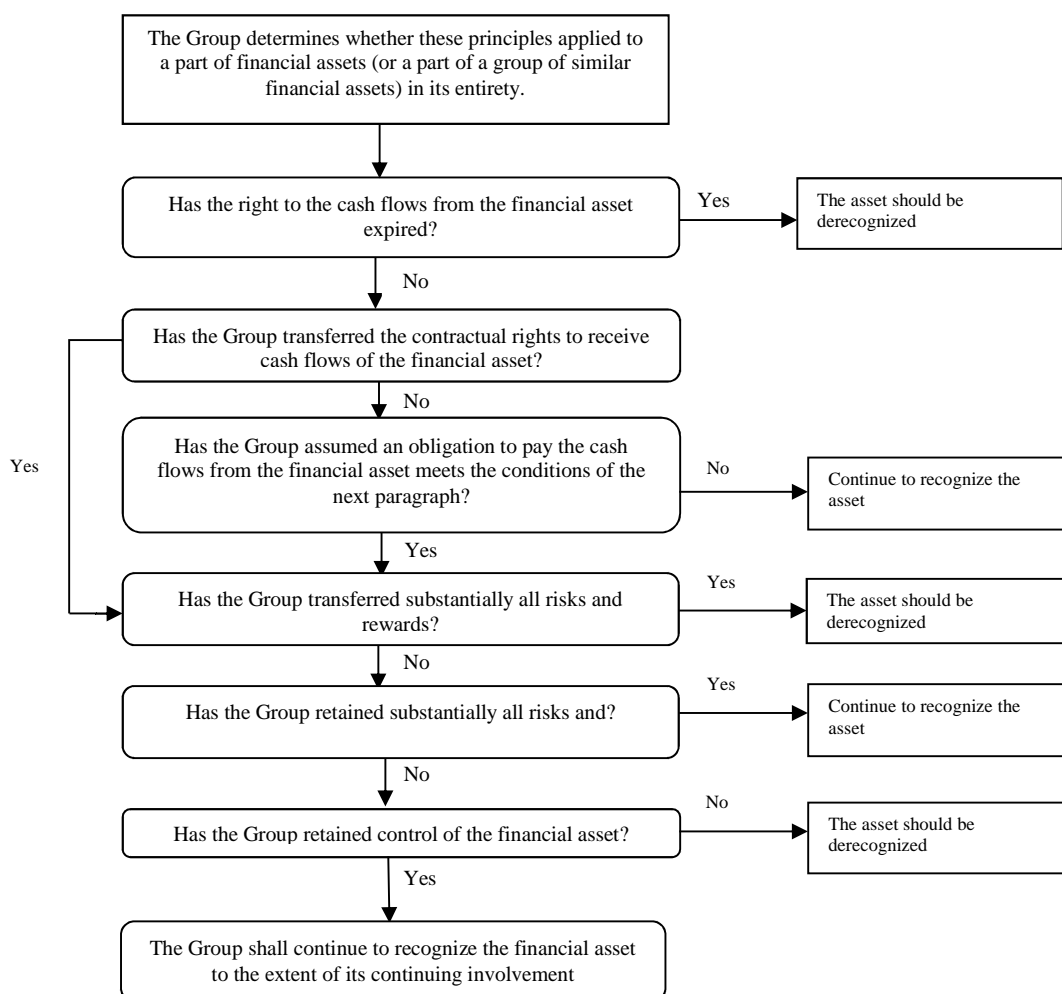 The Group determines whether these principles applied to
a part of financial assets (or a part of a group of similar
financial assets) in its entirety.
Has the right to the cash flows from the financial asset
expired?
Yes
The asset should be
derecognized
No
Has the Group transferred the contractual rights to receive
cash flows of the financial asset?
No
Yes
Has the Group assumed an obligation to pay the cash
flows from the financial asset meets the conditions of the
next paragraph?
No
Continue to recognize the
asset
Yes
Has the Group transferred substantially all risks and
rewards?
Yes
The asset should be
derecognized
No
Has the Group retained substantially all risks and?
Yes
Continue to recognize the
asset
No
Has the Group retained control of the financial asset?
No
The asset should be
derecognized
Yes
The Group shall continue to recognize the financial asset
to the extent of its continuing involvement